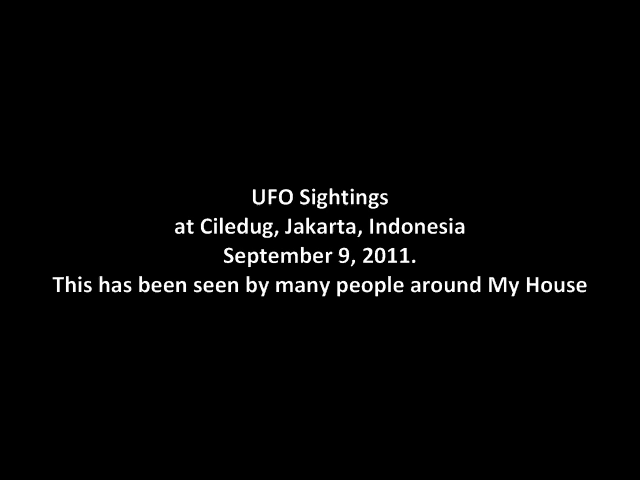 UFO Sightings
at Ciledug, Jakarta, Indonesia
September 9, 2011.
This has been seen by many people around My House